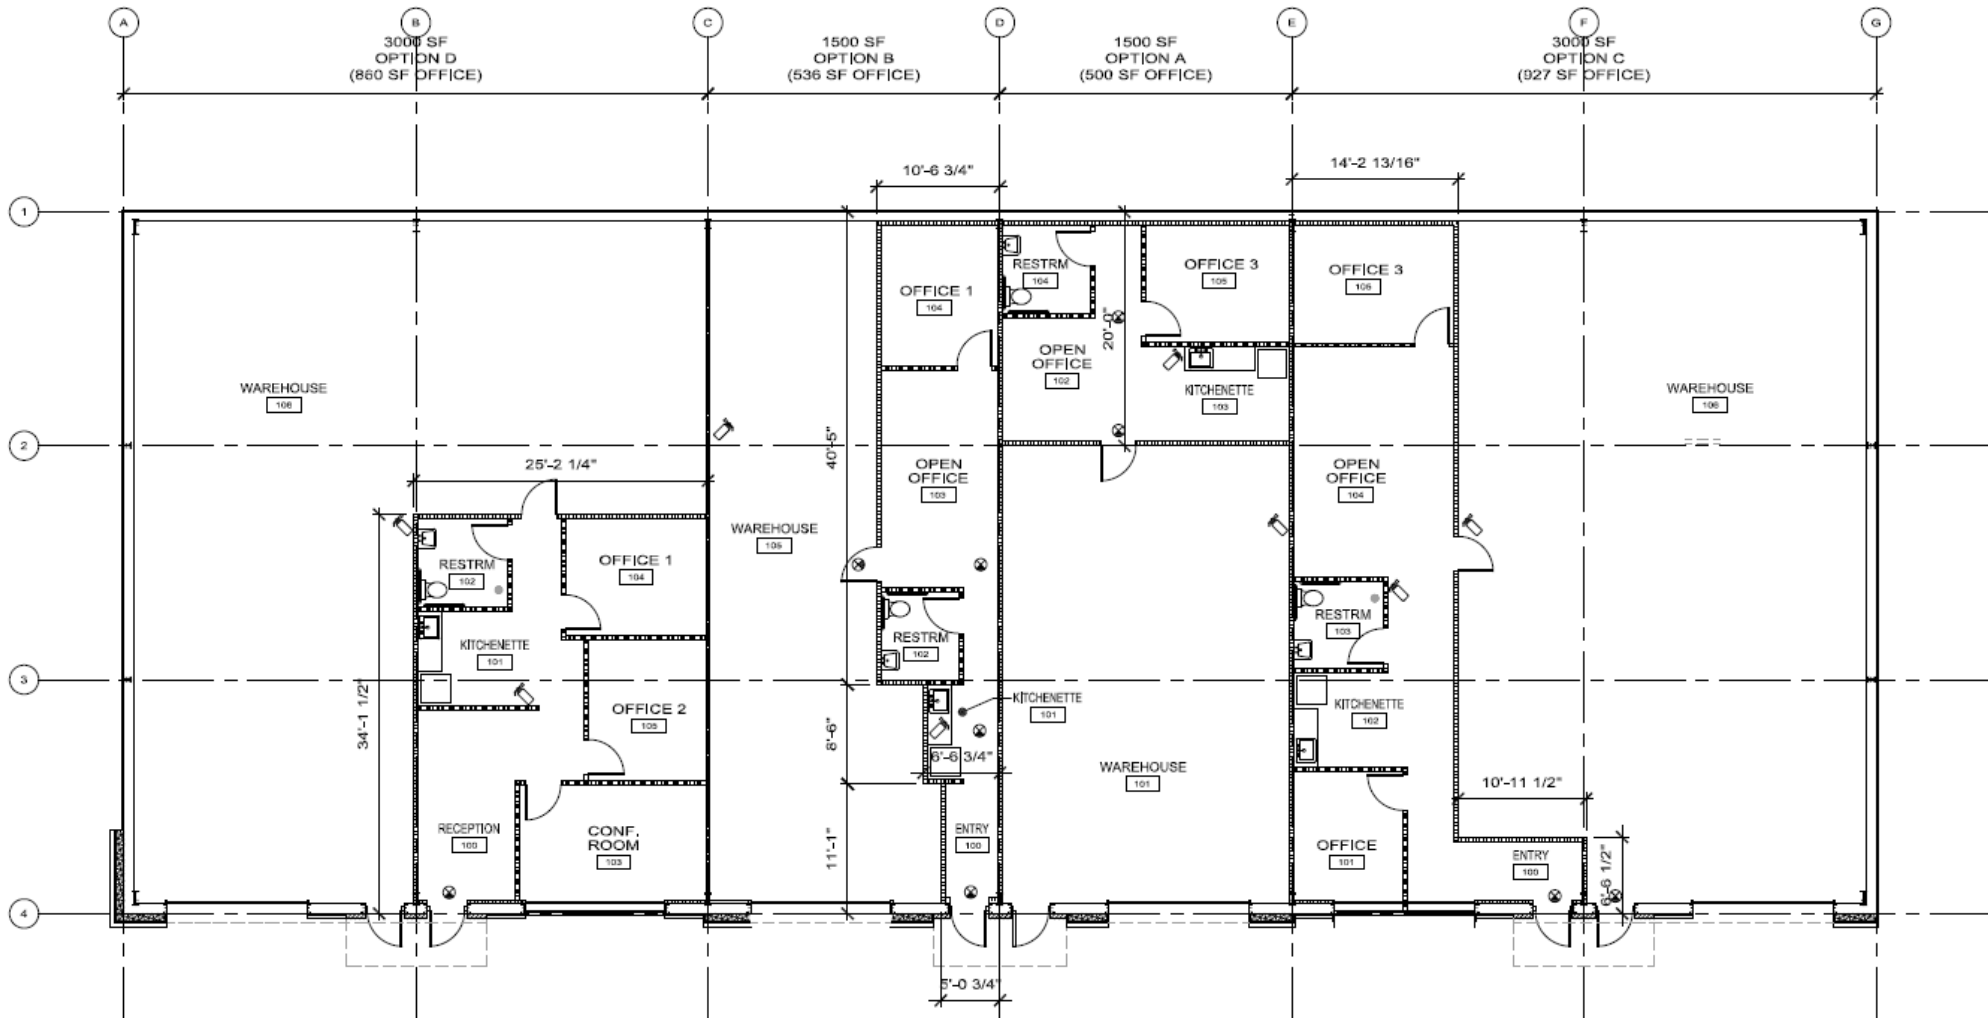 A
B
C
D
E
F
G
3000 SF
OPTION D
(860 SF OFFICE)
1500 SF
OPTION B
(536 SF OFFICE)
1500 SF
OPTION A
(500 SF OFFICE)
3000 SF
OPTION C
(927 SF OFFICE)
10'-6 3/4"
14'-2 13/16"
1
RESTRM
104
OFFICE 3
105
OFFICE 3
105
OFFICE 1
104
20'-0"
OPEN
OFFICE
102
KITCHENETTE
103
WAREHOUSE
106
WAREHOUSE
106
2
40'-5"
25'-2 1/4"
OPEN
OFFICE
103
OPEN
OFFICE
104
WAREHOUSE
105
RESTRM
102
OFFICE 1
104
RESTRM
103
RESTRM
102
KITCHENETTE
101
3
34'-1 1/2"
OFFICE 2
105
8'-6"
KITCHENETTE
101
KITCHENETTE
102
6'-6 3/4"
WAREHOUSE
101
10'-11 1/2"
RECEPTION
100
CONF.
ROOM
103
11'-1"
ENTRY
100
OFFICE
101
ENTRY
100
6'-6 1/2"
4
5'-0 3/4"